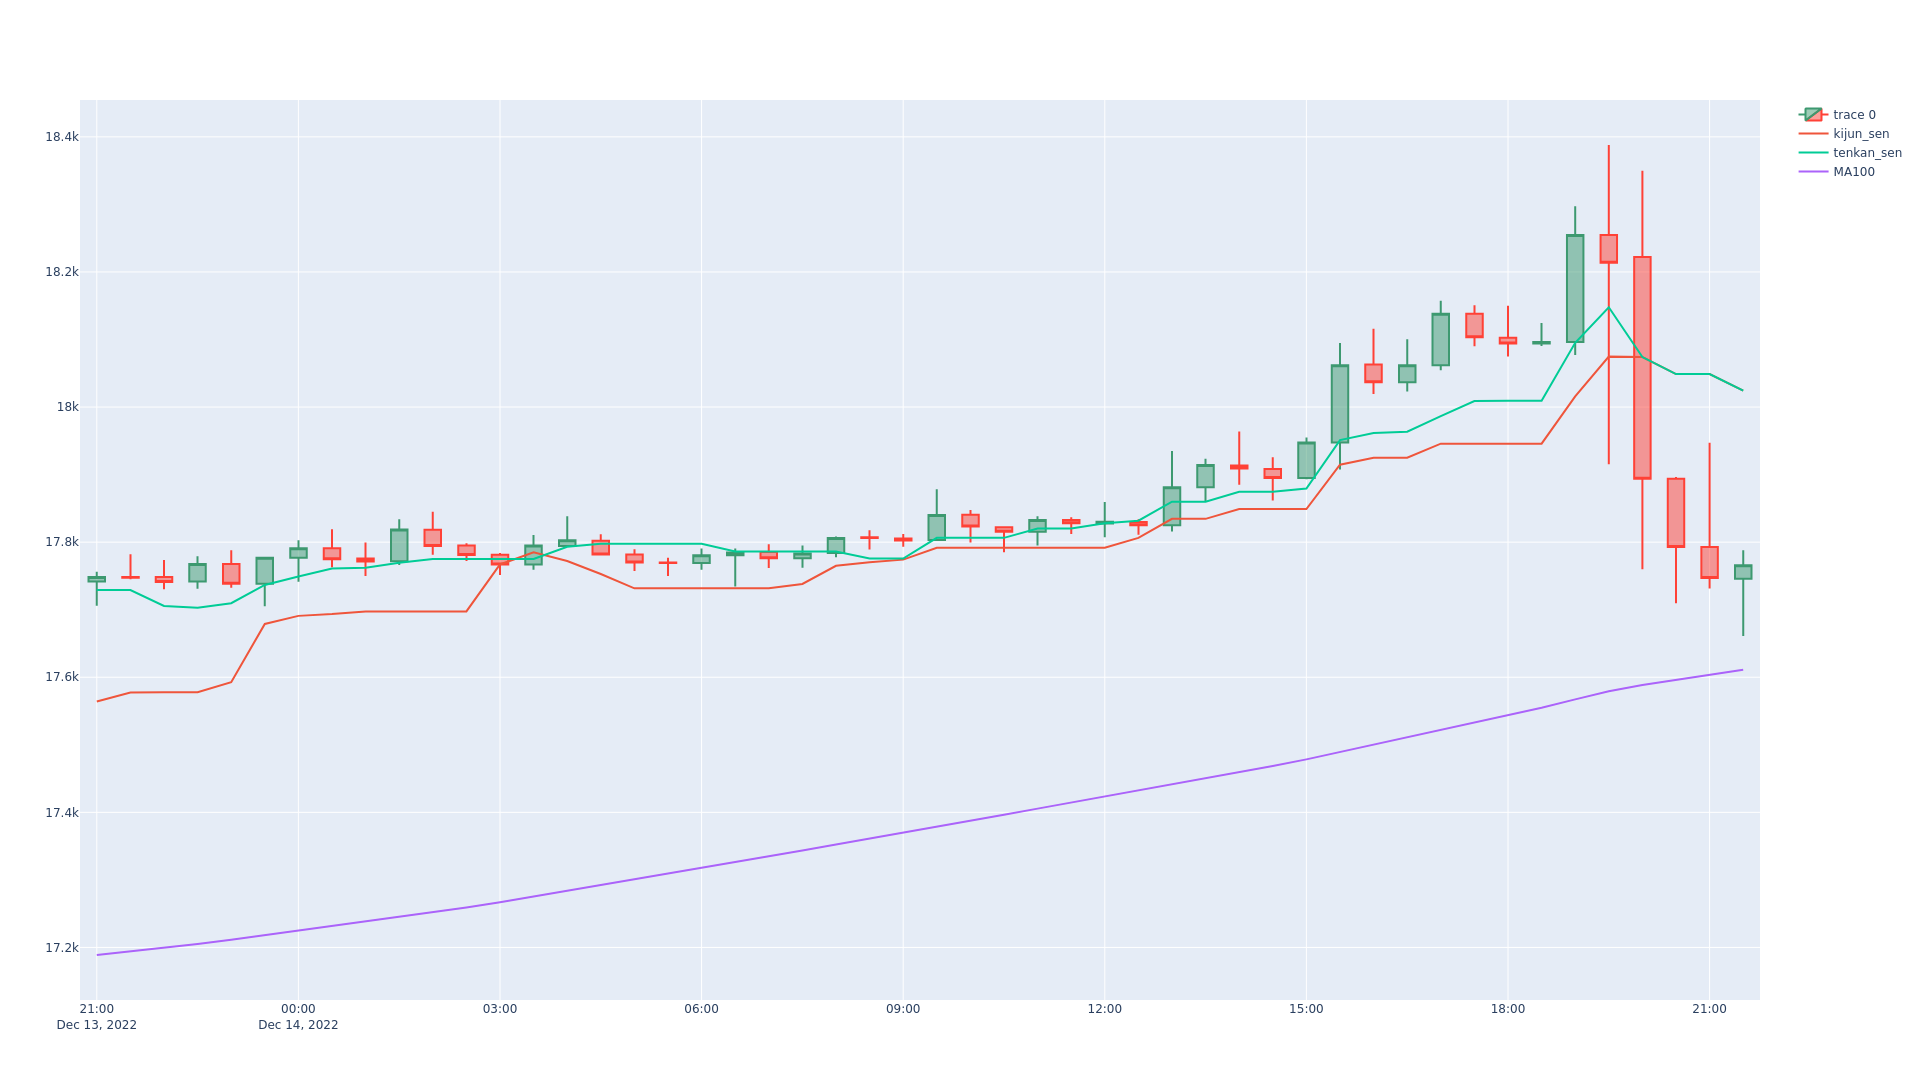 18.4k
18.2k
18k
17.8k
17.6k
17.4k
17.2k
21:00 00:00 03:00 06:00 09:00 12:00 15:00 18:00 21:00
Dec 13, 2022 Dec 14, 2022
trace 0
kijun_sen
tenkan_sen
MA100